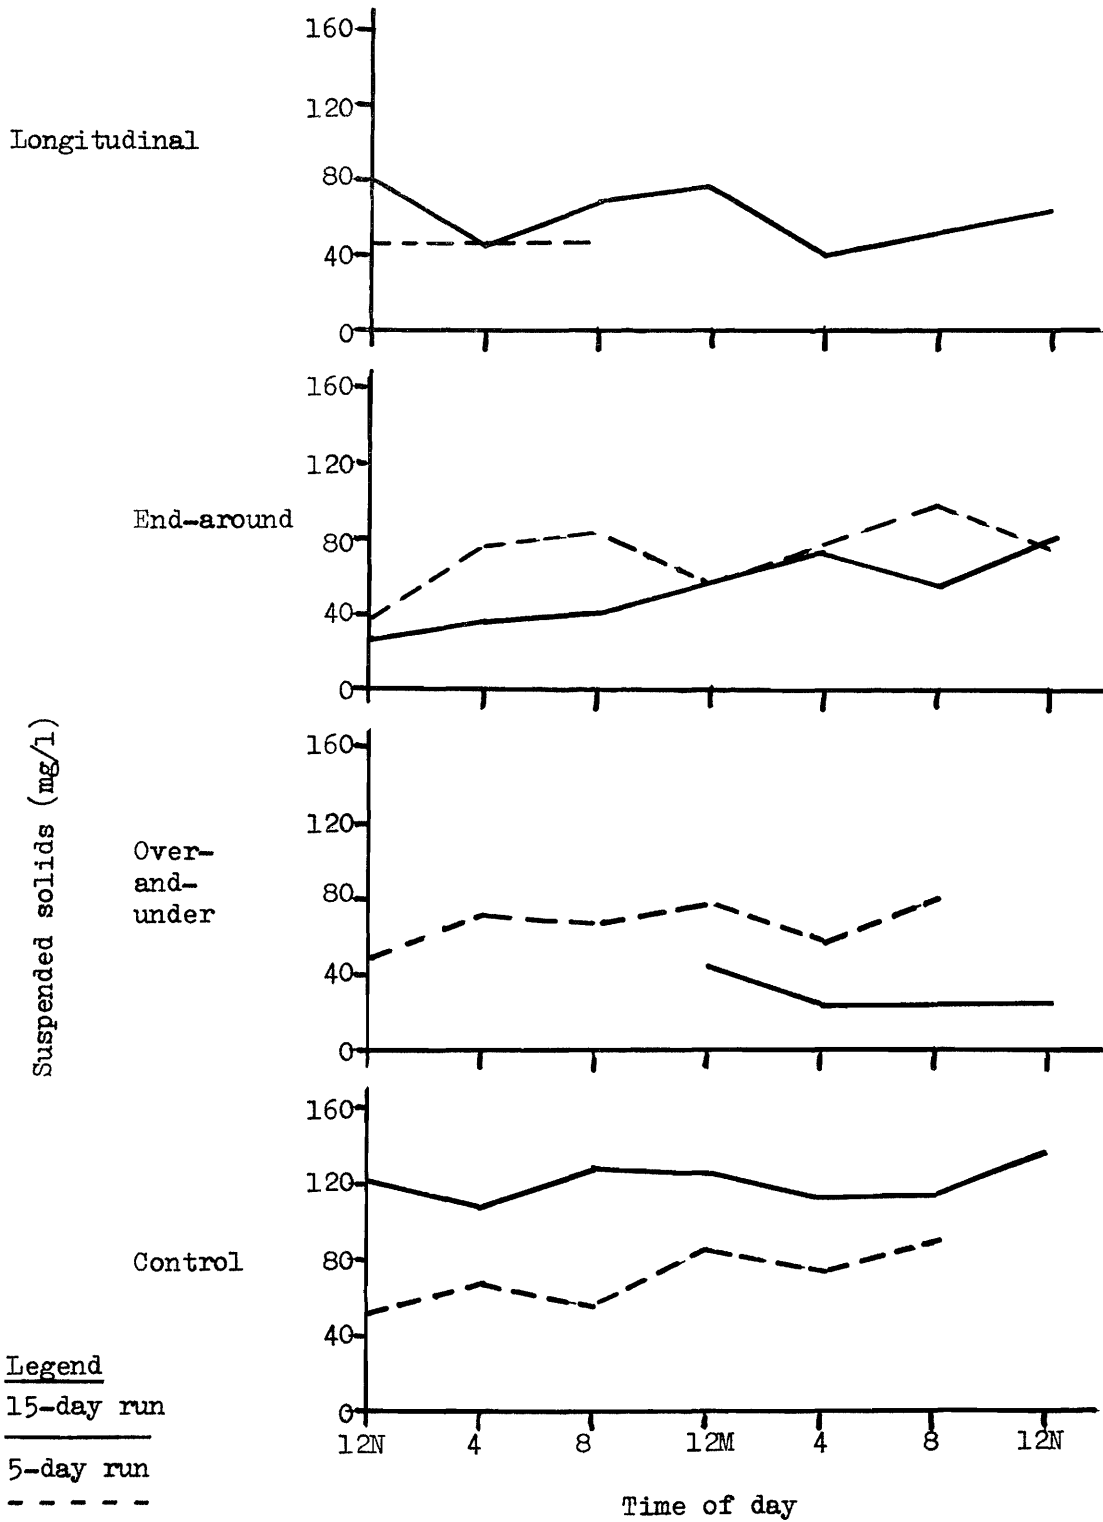 160
120
Longitudinal
80
40
0
160
120
End-around
80
40
0
Suspended solids (mg/l)
160
120
Over-
and-
under
80
40
0
160
120
Control
80
40
0
Legend
15-day run
5-day run
12N 4 8 12M 4 8 12N
Time of day